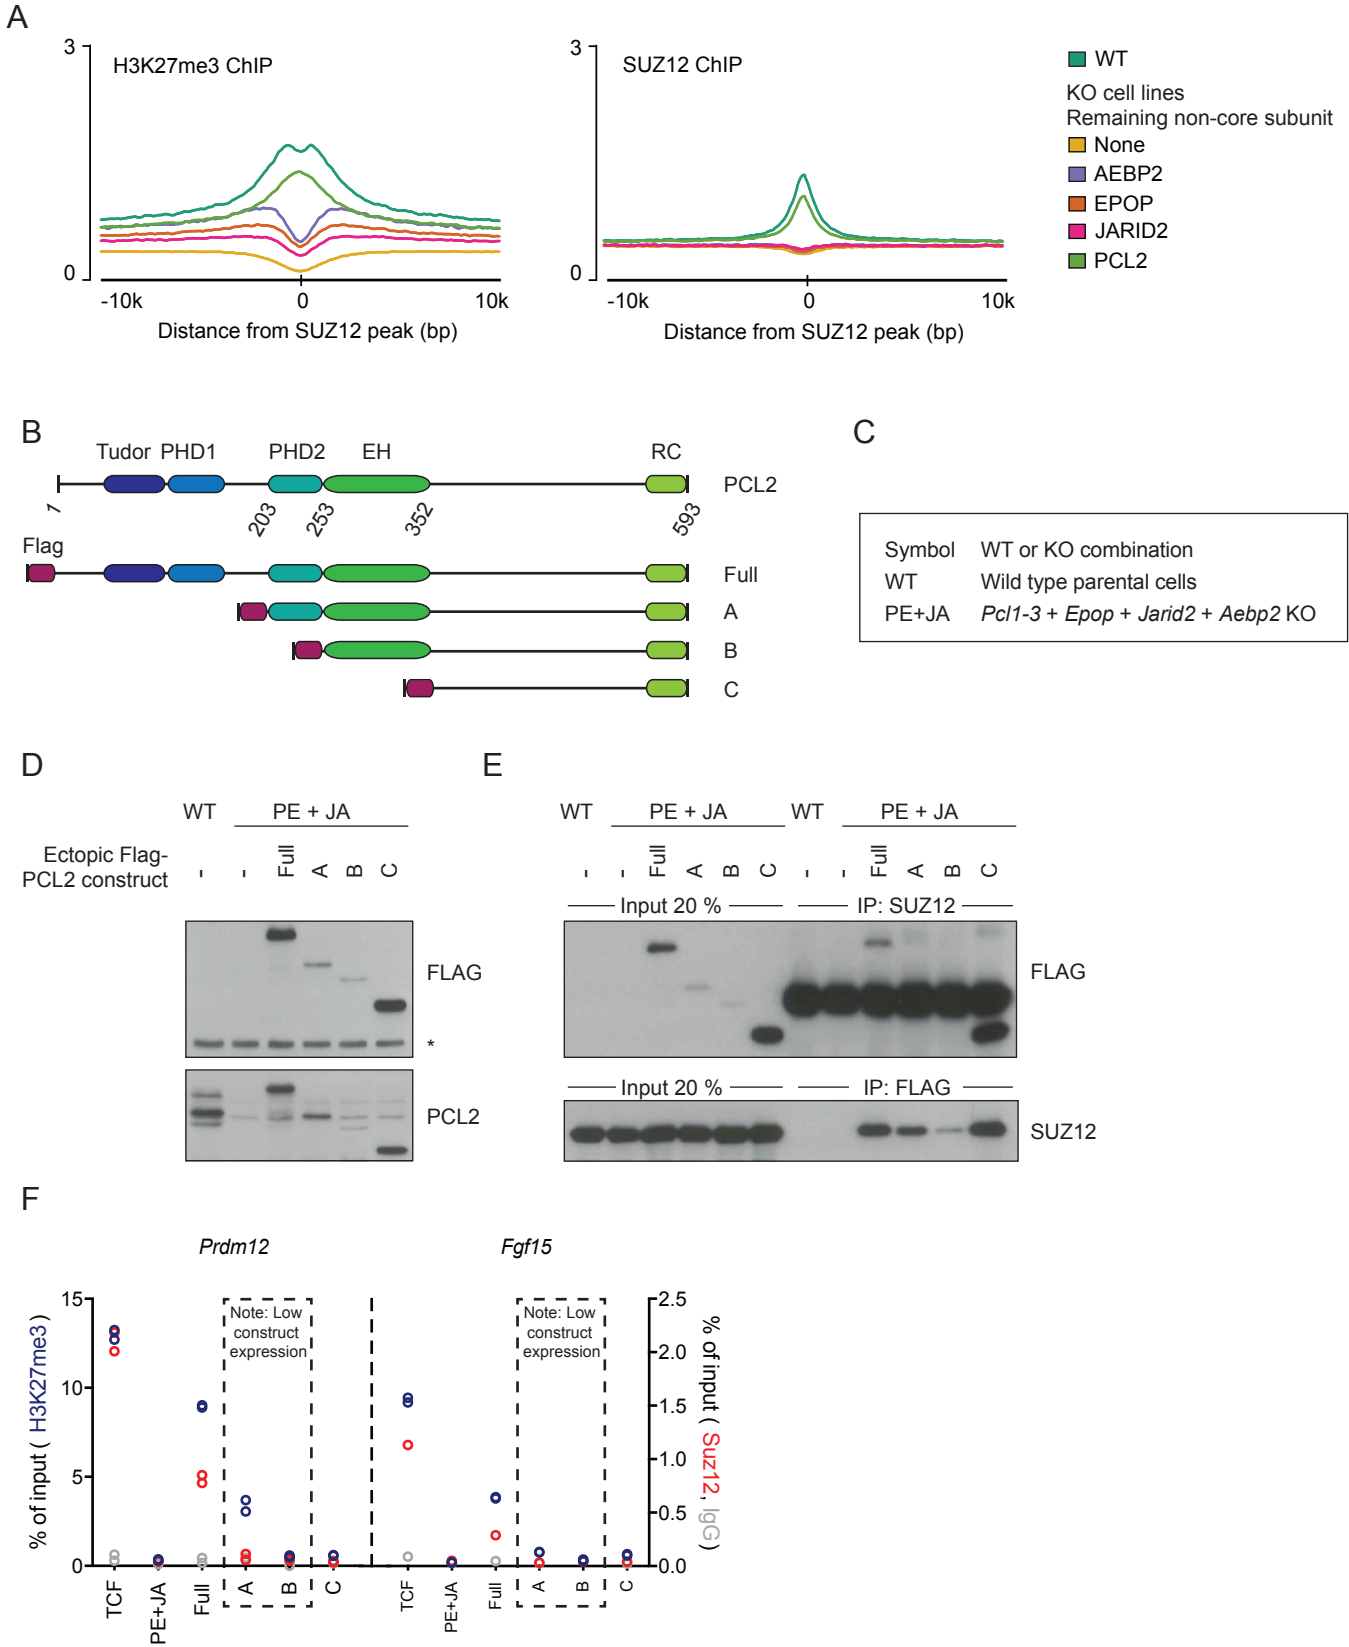 A
3
H3K27me3 ChIP
0
-10k
0
10k
Distance from SUZ12 peak (bp)
3
SUZ12 ChIP
0
-10k
0
10k
Distance from SUZ12 peak (bp)
WT
KO cell lines
Remaining non-core subunit
None
AEBP2
EPOP
JARID2
PCL2
B
Tudor PHD1 PHD2 EH RC
PCL2
1 203 253 352 593
Flag
Full
A
B
C
C
Symbol WT or KO combination
WT Wild type parental cells
PE+JA Pcl1-3 + Epop + Jarid2 + Aebp2 KO
D
WT PE + JA
Ectopic Flag-
PCL2 construct
- - Full A B C
FLAG
*
PCL2
E
WT PE + JA WT PE + JA
- - Full A B C - - Full A B C
Input 20 % IP: SUZ12
FLAG
Input 20 % IP: FLAG
SUZ12
F
Prdm12 Fgf15
% of input ( H3K27me3 )
15
10
5
0
Note: Low
construct
expression
Note: Low
construct
expression
2.5
2.0
1.5
1.0
0.5
0.0
% of input ( Suz12, IgG )
TCF PE+JA Full A B C
TCF PE+JA Full A B C